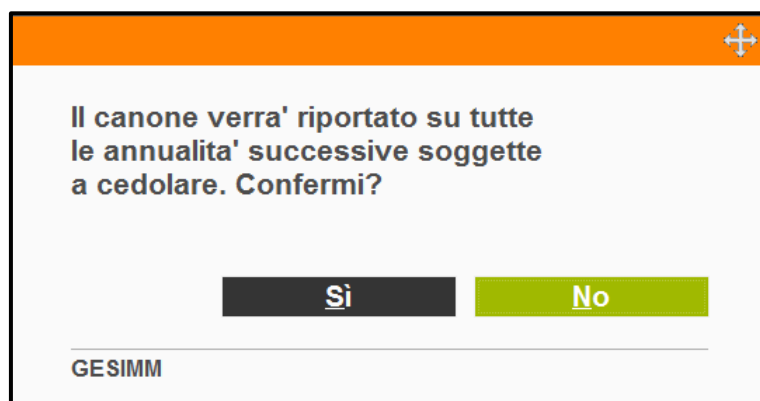 Il canone verra' riportato su tutte
le annualita' successive soggette
a cedolare. Confermi?
Sì
No
GESIMM